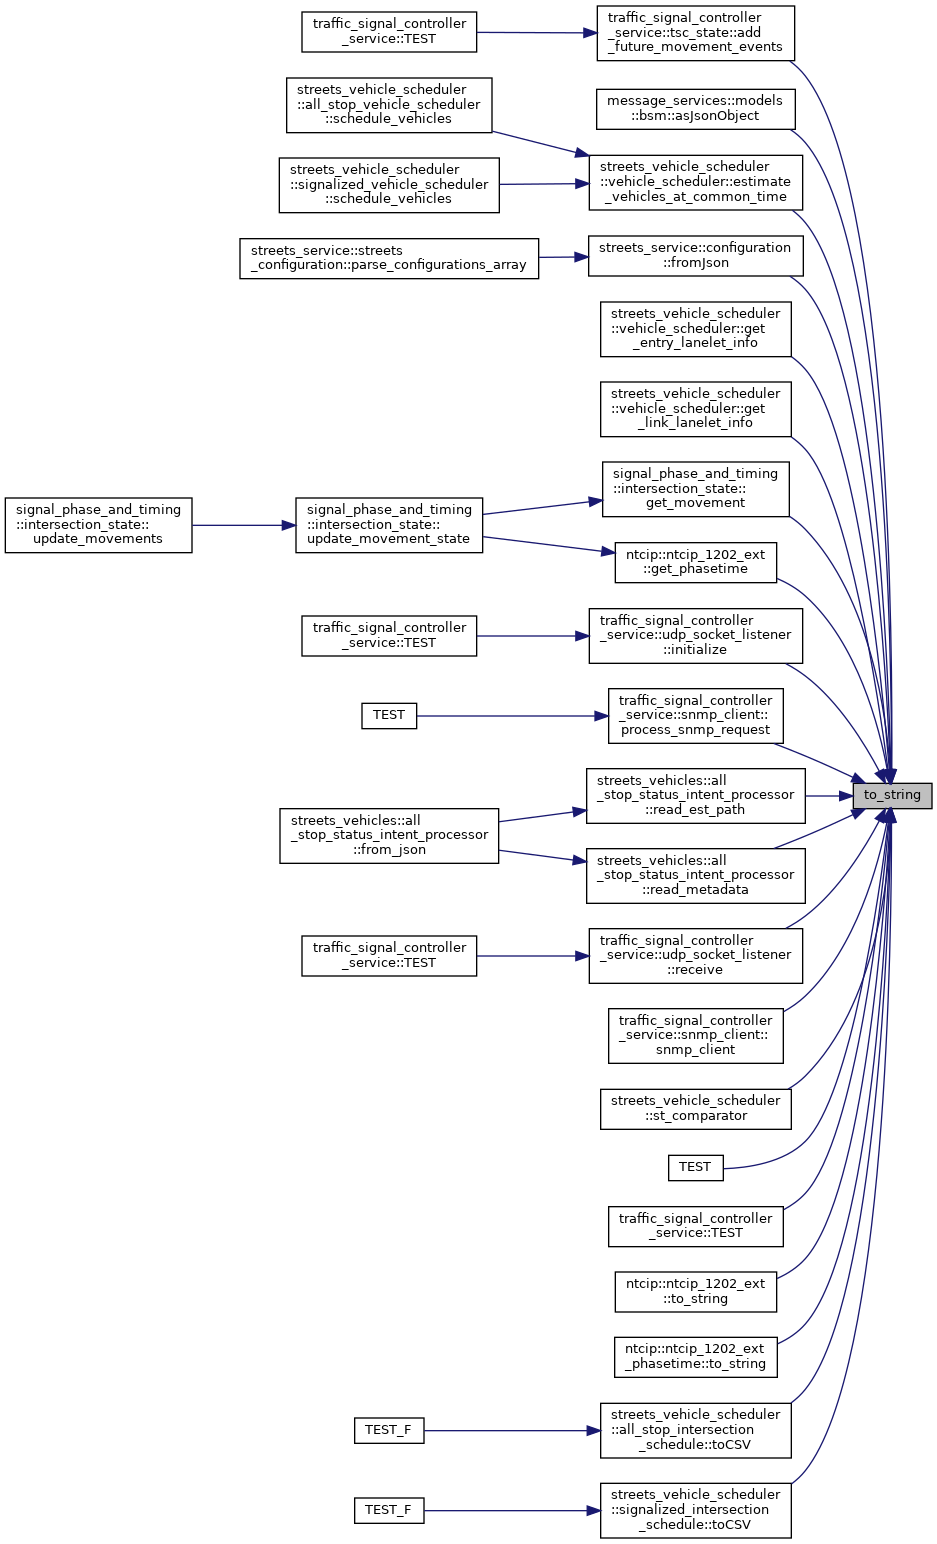 traffic_signal_controller
_service::TEST
traffic_signal_controller
_service::tsc_state::add
_future_movement_events
streets_vehicle_scheduler
::all_stop_vehicle_scheduler
::schedule_vehicles
message_services::models
::bsm::asJsonObject
streets_vehicle_scheduler
::signalized_vehicle_scheduler
::schedule_vehicles
streets_vehicle_scheduler
::vehicle_scheduler::estimate
_vehicles_at_common_time
streets_service::streets
_configuration::parse_configurations_array
streets_service::configuration
::fromJson
streets_vehicle_scheduler
::vehicle_scheduler::get
_entry_lanelet_info
streets_vehicle_scheduler
::vehicle_scheduler::get
_link_lanelet_info
signal_phase_and_timing
::intersection_state::
get_movement
signal_phase_and_timing
::intersection_state::
update_movements
signal_phase_and_timing
::intersection_state::
update_movement_state
ntcip::ntcip_1202_ext
::get_phasetime
traffic_signal_controller
_service::TEST
traffic_signal_controller
_service::udp_socket_listener
::initialize
TEST
traffic_signal_controller
_service::snmp_client::
process_snmp_request
streets_vehicles::all
_stop_status_intent_processor
::read_est_path
to_string
streets_vehicles::all
_stop_status_intent_processor
::from_json
streets_vehicles::all
_stop_status_intent_processor
::read_metadata
traffic_signal_controller
_service::TEST
traffic_signal_controller
_service::udp_socket_listener
::receive
traffic_signal_controller
_service::snmp_client::
snmp_client
streets_vehicle_scheduler
::st_comparator
TEST
traffic_signal_controller
_service::TEST
ntcip::ntcip_1202_ext
::to_string
ntcip::ntcip_1202_ext
_phasetime::to_string
TEST_F
streets_vehicle_scheduler
::all_stop_intersection
_schedule::toCSV
TEST_F
streets_vehicle_scheduler
::signalized_intersection
_schedule::toCSV